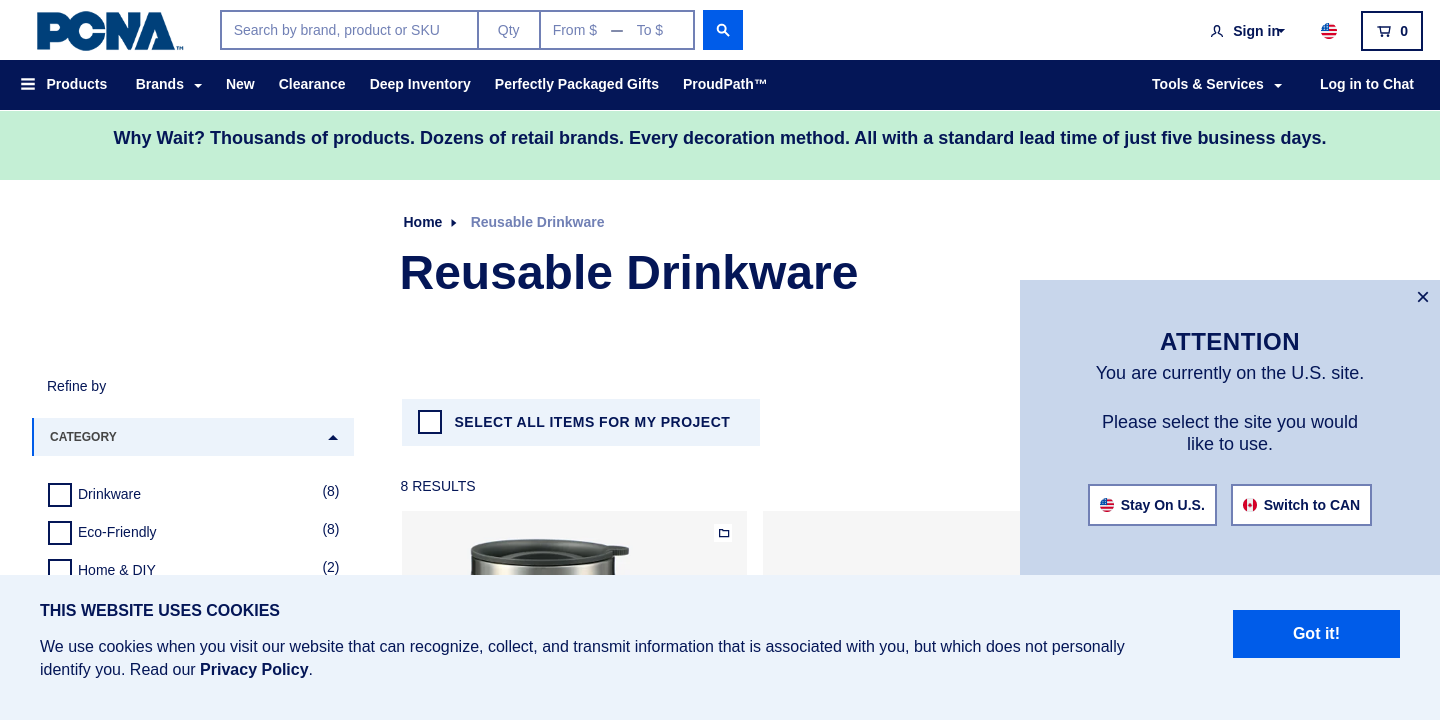 PCNA™
Search by brand, product or SKU
Qty
From $ — To $
Sign in
0
Products
Brands
New
Clearance
Deep Inventory
Perfectly Packaged Gifts
ProudPath™
Tools & Services
Log in to Chat
Why Wait? Thousands of products. Dozens of retail brands. Every decoration method. All with a standard lead time of just five business days.
Home
Reusable Drinkware
Reusable Drinkware
×
ATTENTION
You are currently on the U.S. site.
Please select the site you would
like to use.
Stay On U.S.
Switch to CAN
Refine by
CATEGORY
Drinkware (8)
Eco-Friendly (8)
Home & DIY (2)
SELECT ALL ITEMS FOR MY PROJECT
8 RESULTS
THIS WEBSITE USES COOKIES
We use cookies when you visit our website that can recognize, collect, and transmit information that is associated with you, but which does not personally
identify you. Read our Privacy Policy.
Got it!